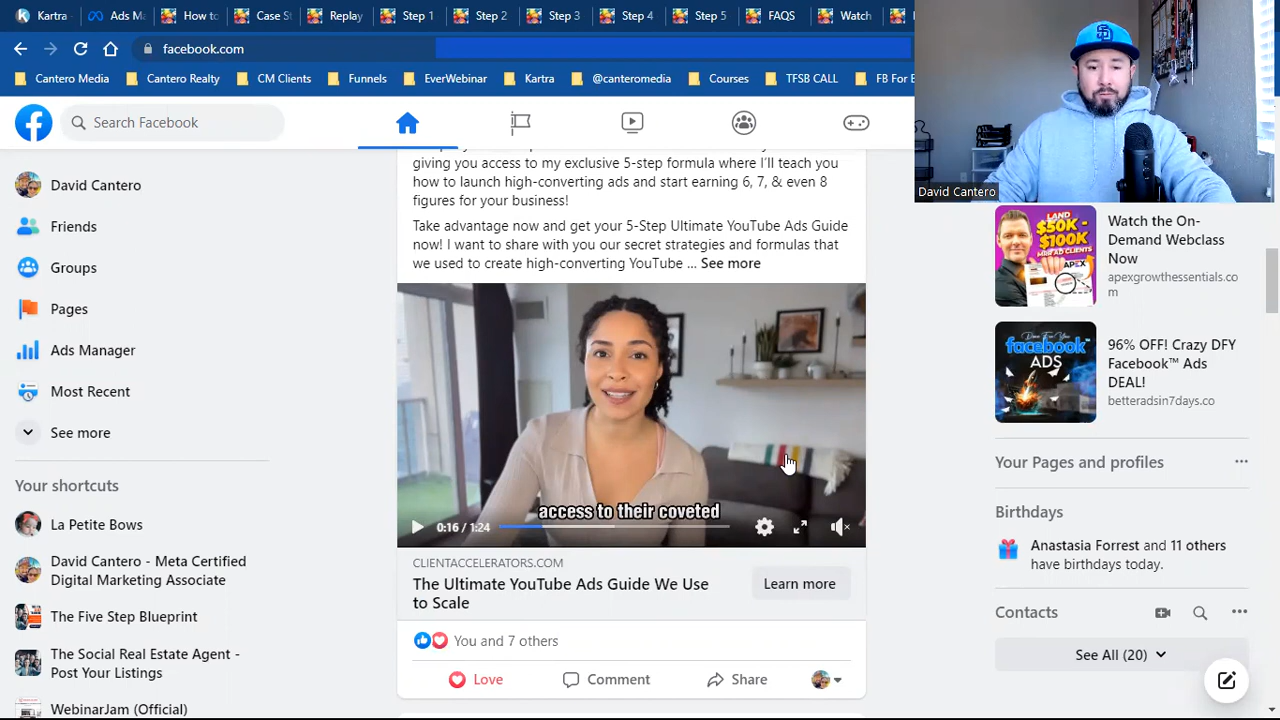 Kartra -
Ads Ma
How to
Case St
Replay
Step 1
Step 2
Step 3
Step 4
Step 5
FAQS
Watch
facebook.com
Cantero Media
Cantero Realty
CM Clients
Funnels
EverWebinar
Kartra
@canteromedia
Courses
TFSB CALL
FB For B
David Cantero
Search Facebook
David Cantero
Friends
Groups
Pages
Ads Manager
Most Recent
See more
Your shortcuts
La Petite Bows
David Cantero - Meta Certified
Digital Marketing Associate
The Five Step Blueprint
The Social Real Estate Agent -
Post Your Listings
WebinarJam (Official)
giving you access to my exclusive 5-step formula where I'll teach you
how to launch high-converting ads and start earning 6, 7, & even 8
figures for your business!
Take advantage now and get your 5-Step Ultimate YouTube Ads Guide
now! I want to share with you our secret strategies and formulas that
we used to create high-converting YouTube ... See more
access to their coveted
0:16 / 1:24
CLIENTACCELERATORS.COM
The Ultimate YouTube Ads Guide We Use
to Scale
Learn more
You and 7 others
Love
Comment
Share
LAND
$50K -
$100K
APEX
Watch the On-
Demand Webclass
Now
apexgrowthessentials.co
m
Done For You
facebook
ADS
96% OFF! Crazy DFY
Facebook™ Ads
DEAL!
betteradsin7days.co
Your Pages and profiles
Birthdays
Anastasia Forrest and 11 others
have birthdays today.
Contacts
See All (20)